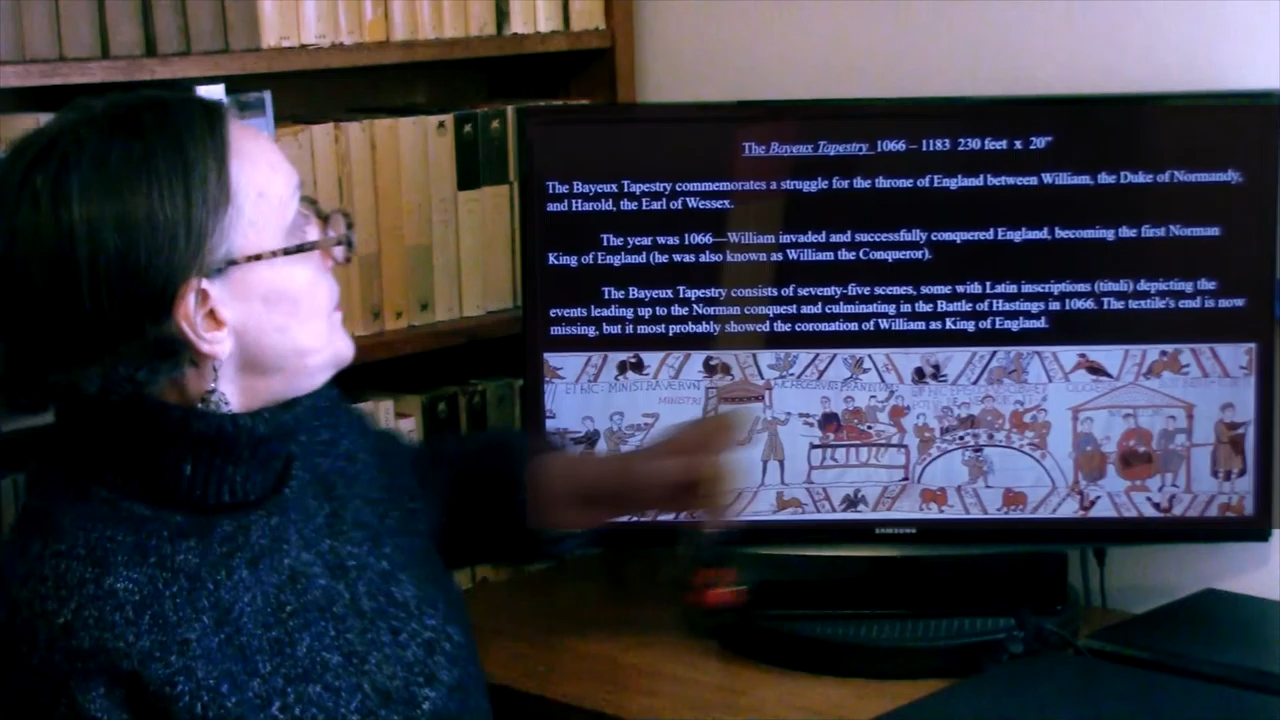 The Bayeux Tapestry 1066 – 1183 230 feet x 20”
The Bayeux Tapestry commemorates a struggle for the throne of England between William, the Duke of Normandy,
and Harold, the Earl of Wessex.
The year was 1066—William invaded and successfully conquered England, becoming the first Norman
King of England (he was also known as William the Conqueror).
The Bayeux Tapestry consists of seventy-five scenes, some with Latin inscriptions (tituli) depicting the
events leading up to the Norman conquest and culminating in the Battle of Hastings in 1066. The textile's end is now
missing, but it most probably showed the coronation of William as King of England.
ET HIC: MINISTRAVERVNT
MINISTRI
SAMSUNG